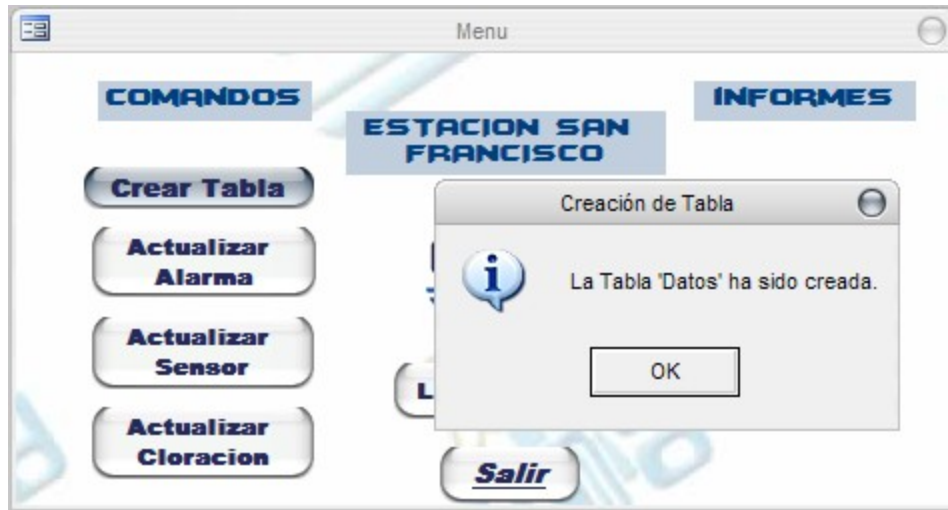 Menu
COMANDOS
INFORMES
ESTACION SAN
FRANCISCO
Crear Tabla
Actualizar
Alarma
Actualizar
Sensor
Actualizar
Cloracion
Creación de Tabla
La Tabla 'Datos' ha sido creada.
OK
Salir